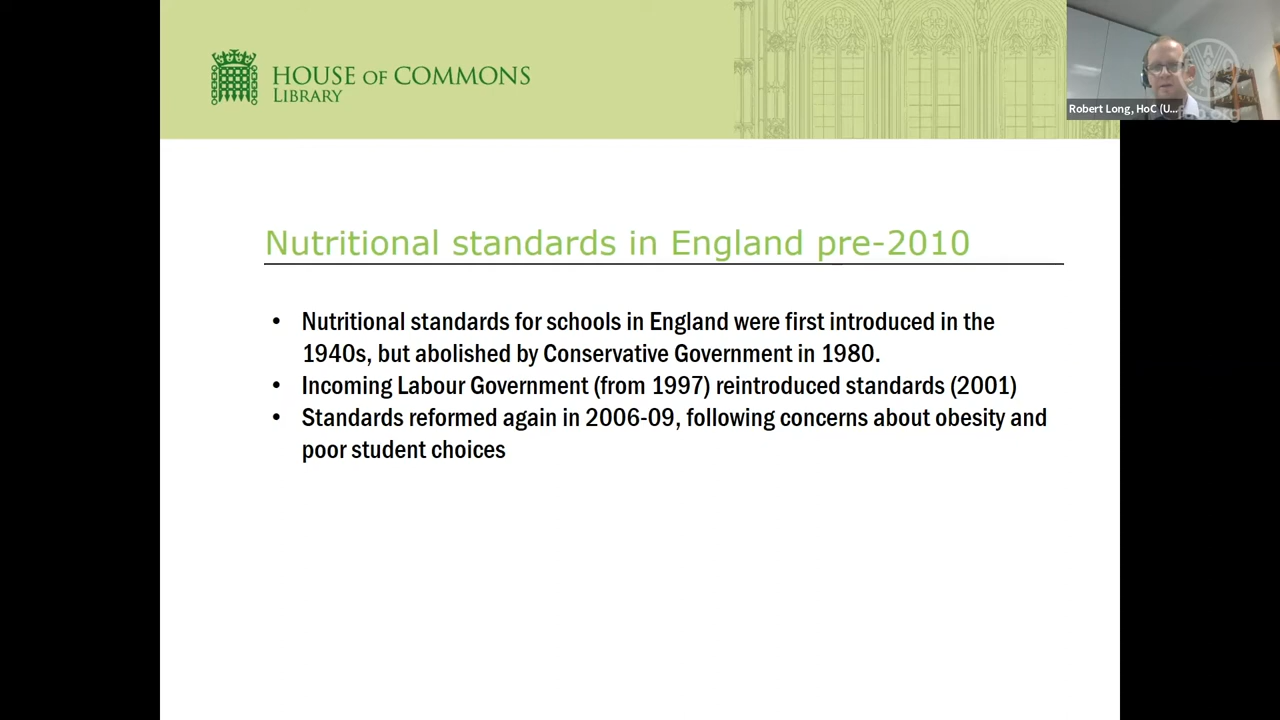 HOUSE OF COMMONS
LIBRARY
Robert Long, HoC (U...
Nutritional standards in England pre-2010
• Nutritional standards for schools in England were first introduced in the
1940s, but abolished by Conservative Government in 1980.
• Incoming Labour Government (from 1997) reintroduced standards (2001)
• Standards reformed again in 2006-09, following concerns about obesity and
poor student choices